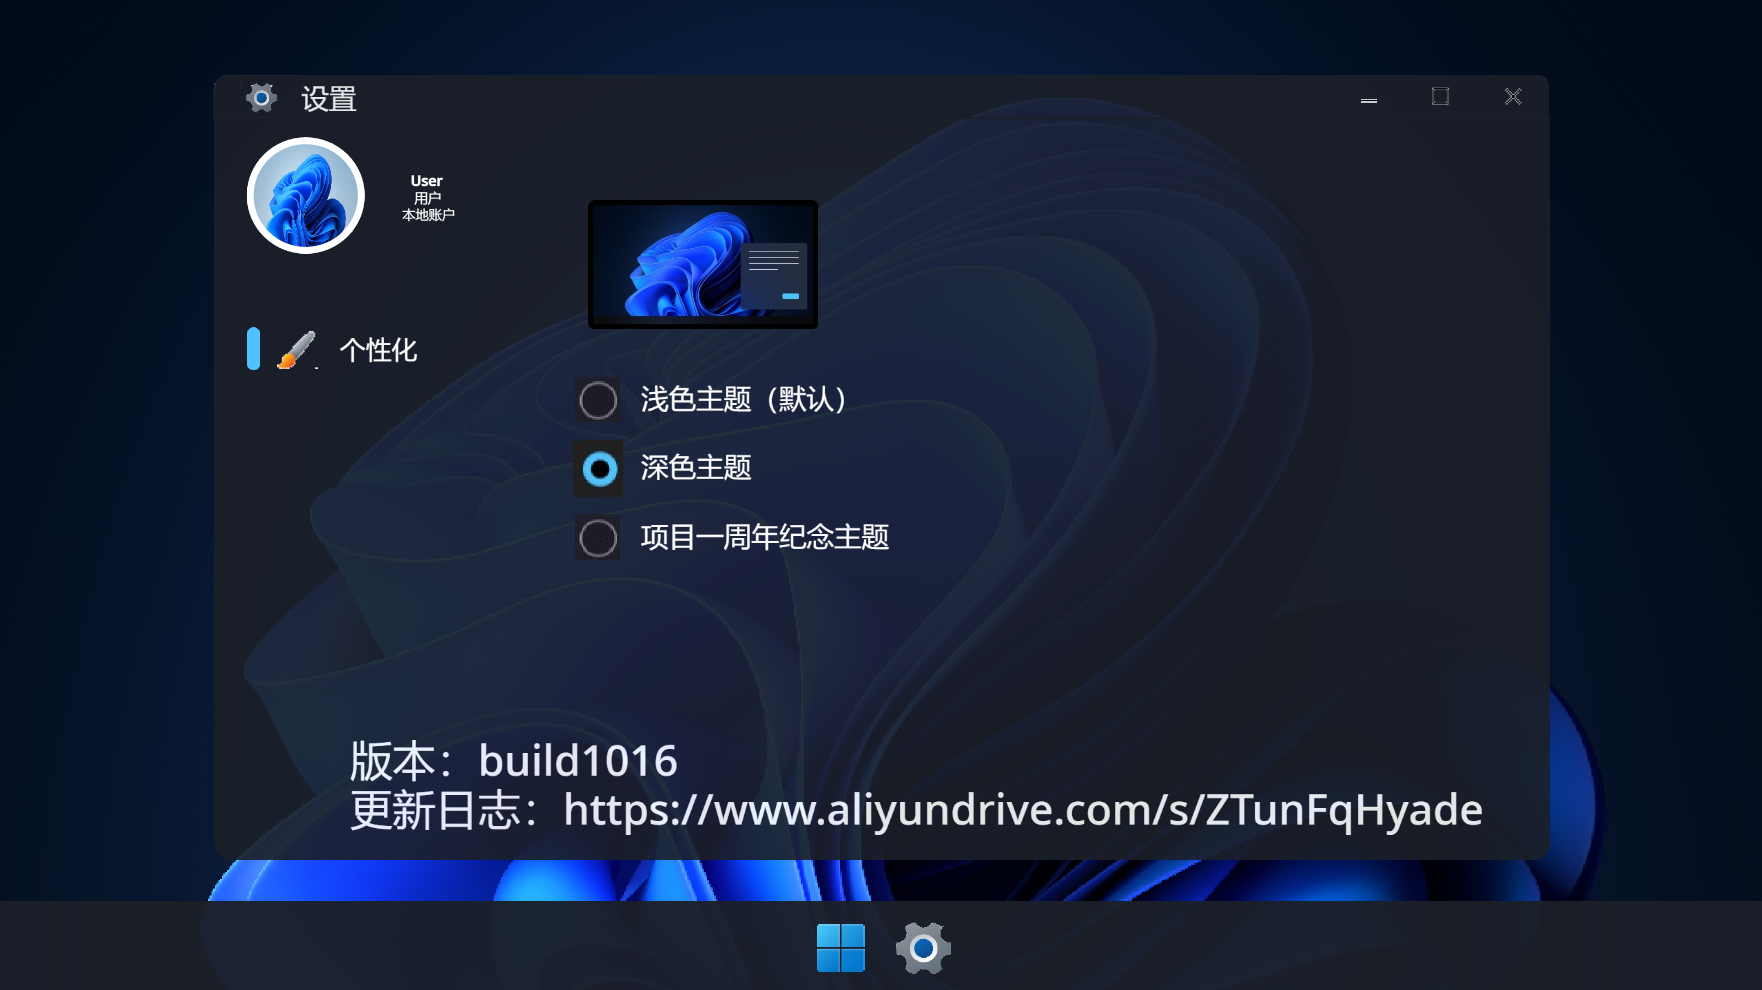 设置
User
用户
本地账户
个性化
浅色主题（默认）
深色主题
项目一周年纪念主题
版本：build1016
更新日志：https://www.aliyundrive.com/s/ZTunFqHyade